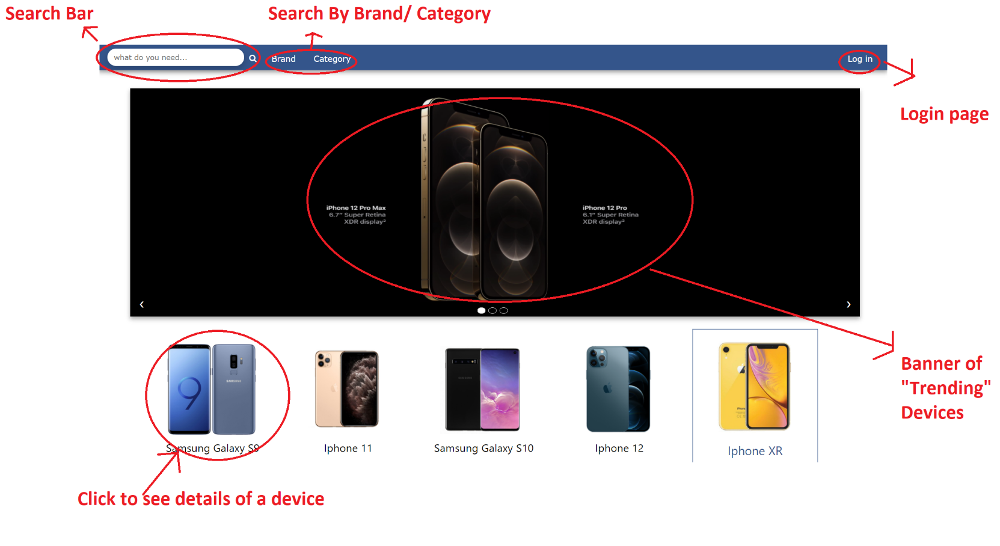 Search Bar
Search By Brand/ Category
what do you need...
Brand
Category
Log in
Login page
iPhone 12 Pro Max
6.7" Super Retina
XDR display²
iPhone 12 Pro
6.1" Super Retina
XDR display²
Banner of
"Trending"
Devices
9
SAMSUNG
SAMSUNG
Samsung Galaxy S9
Iphone 11
Samsung Galaxy S10
Iphone 12
Iphone XR
Click to see details of a device